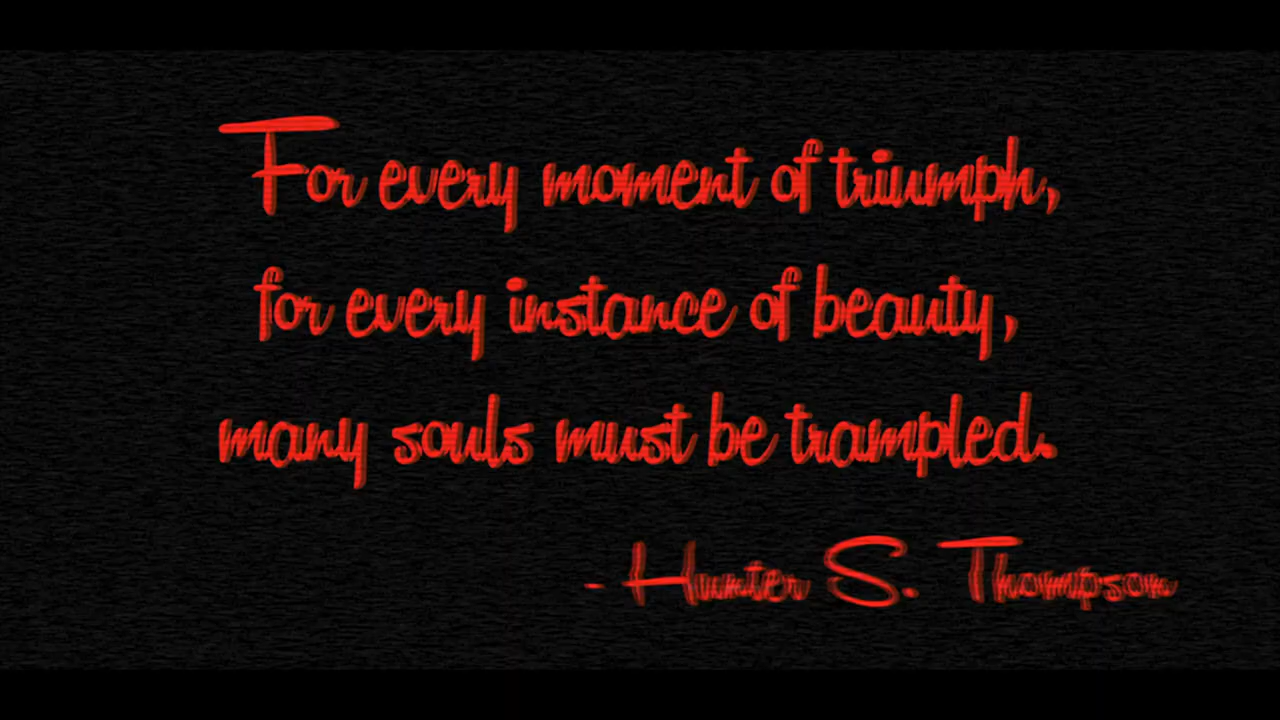 For every moment of triumph,
for every instance of beauty,
many souls must be trampled.
- Hunter S. Thompson